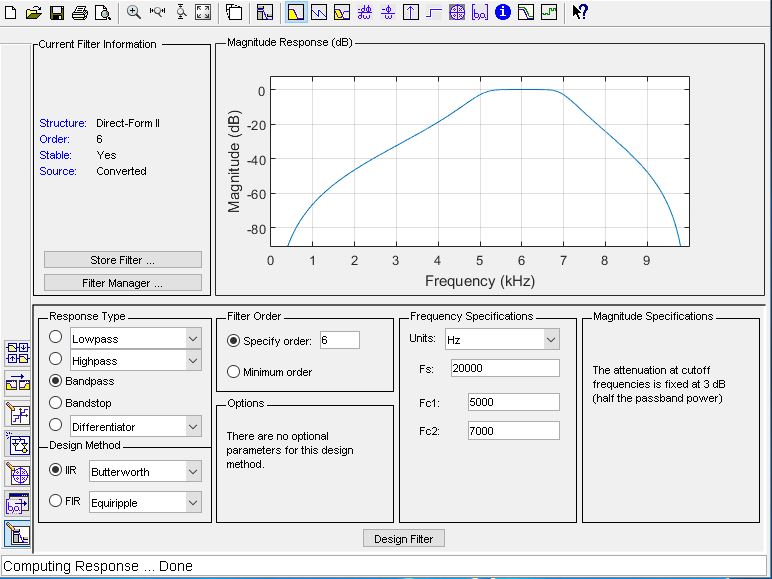 Current Filter Information
Structure: Direct-Form II
Order: 6
Stable: Yes
Source: Converted
Store Filter ...
Filter Manager ...
Magnitude Response (dB)
Magnitude (dB)
0
-20
-40
-60
-80
0 1 2 3 4 5 6 7 8 9
Frequency (kHz)
Response Type
Lowpass
Highpass
Bandpass
Bandstop
Differentiator
Design Method
IIR Butterworth
FIR Equiripple
Filter Order
Specify order: 6
Minimum order
Options
There are no optional
parameters for this design
method.
Frequency Specifications
Units: Hz
Fs: 20000
Fc1: 5000
Fc2: 7000
Magnitude Specifications
The attenuation at cutoff
frequencies is fixed at 3 dB
(half the passband power)
Design Filter
Computing Response ... Done